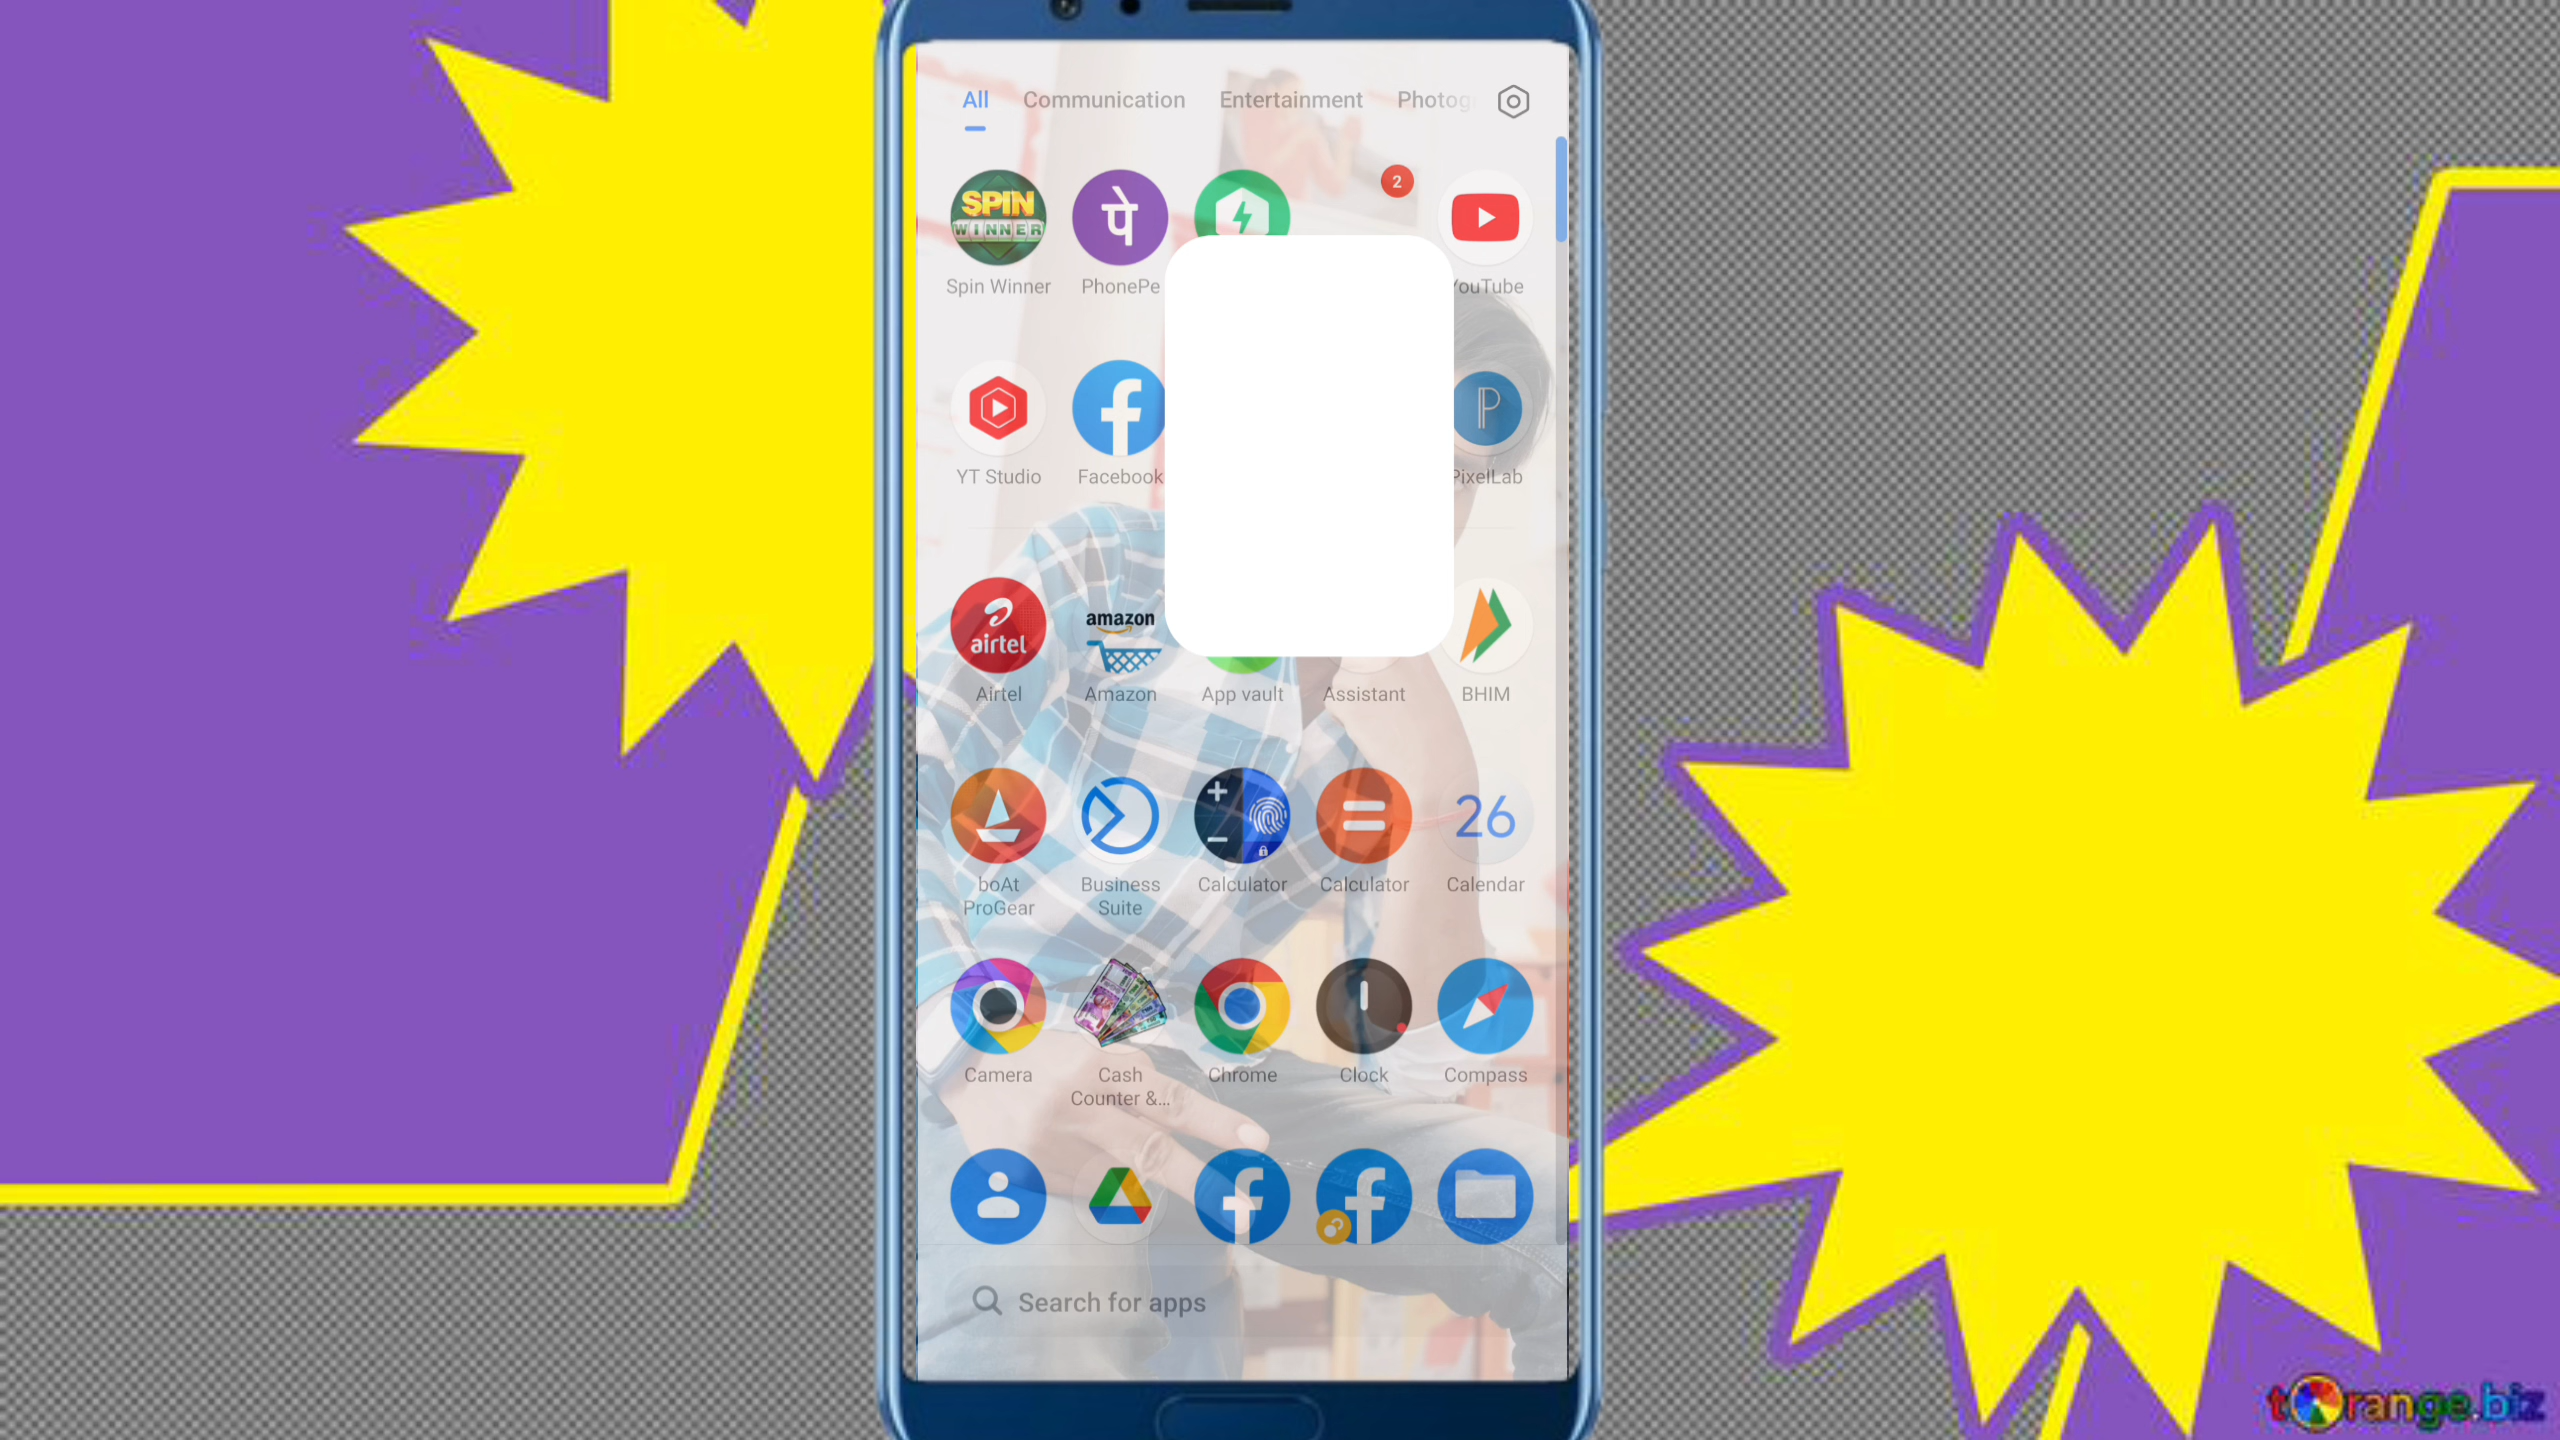 All Communication Entertainment Photog
2
SPIN
WINNER
पे
Spin Winner PhonePe YouTube
P
YT Studio Facebook PixelLab
airtel
amazon
Airtel Amazon App vault Assistant BHIM
26
boAt
ProGear
Business
Suite
Calculator Calculator Calendar
Camera
Cash
Counter &...
Chrome Clock Compass
Search for apps
torange.biz